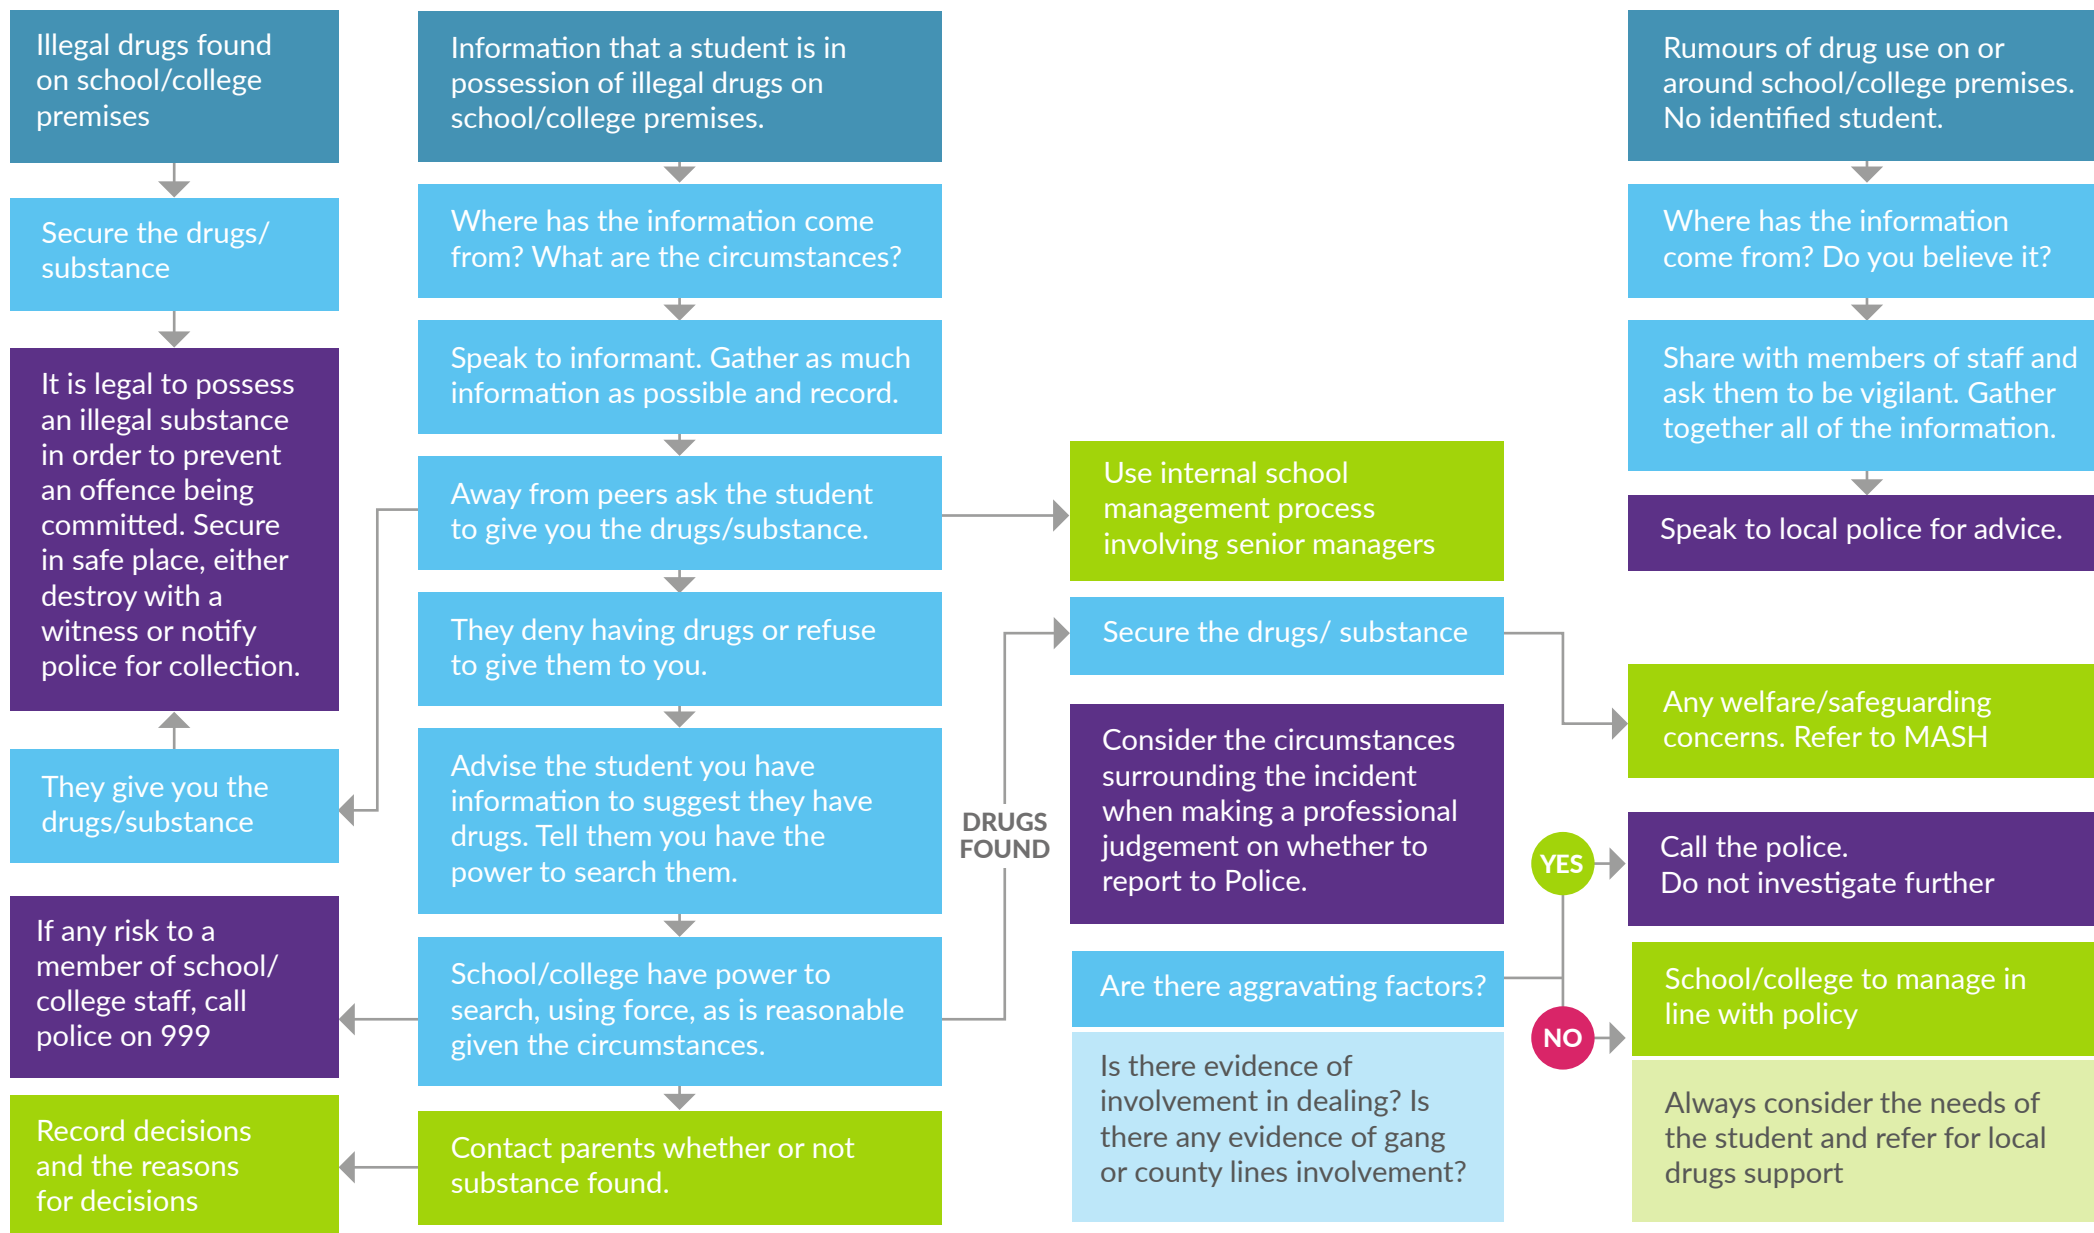 Illegal drugs found
on school/college
premises
Secure the drugs/
substance
It is legal to possess
an illegal substance
in order to prevent
an offence being
committed. Secure
in safe place, either
destroy with a
witness or notify
police for collection.
They give you the
drugs/substance
If any risk to a
member of school/
college staff, call
police on 999
Record decisions
and the reasons
for decisions
Information that a student is in
possession of illegal drugs on
school/college premises.
Where has the information come
from? What are the circumstances?
Speak to informant. Gather as much
information as possible and record.
Away from peers ask the student
to give you the drugs/substance.
They deny having drugs or refuse
to give them to you.
Advise the student you have
information to suggest they have
drugs. Tell them you have the
power to search them.
School/college have power to
search, using force, as is reasonable
given the circumstances.
Contact parents whether or not
substance found.
DRUGS
FOUND
Use internal school
management process
involving senior managers
Secure the drugs/ substance
Consider the circumstances
surrounding the incident
when making a professional
judgement on whether to
report to Police.
Are there aggravating factors?
Is there evidence of
involvement in dealing? Is
there any evidence of gang
or county lines involvement?
YES
NO
Rumours of drug use on or
around school/college premises.
No identified student.
Where has the information
come from? Do you believe it?
Share with members of staff and
ask them to be vigilant. Gather
together all of the information.
Speak to local police for advice.
Any welfare/safeguarding
concerns. Refer to MASH
Call the police.
Do not investigate further
School/college to manage in
line with policy
Always consider the needs of
the student and refer for local
drugs support